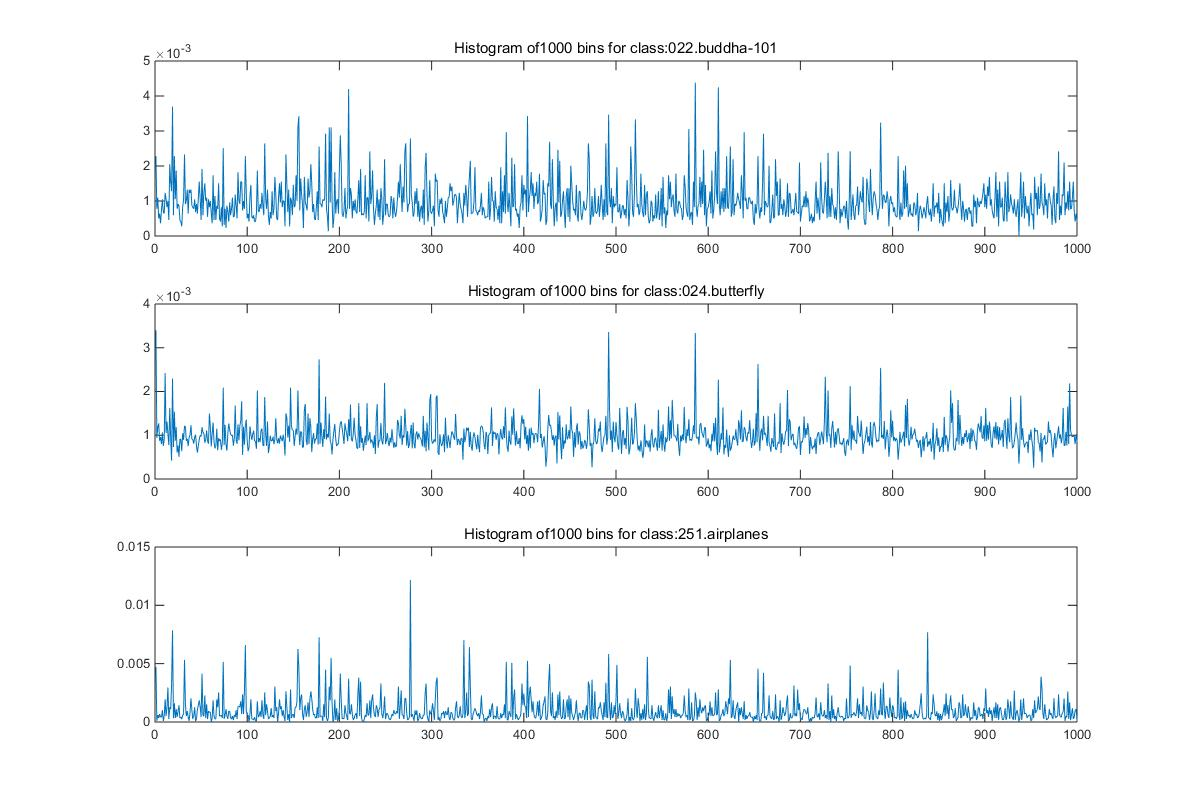 Histogram of1000 bins for class:022.buddha-101
×10-3
5
4
3
2
1
0
0 100 200 300 400 500 600 700 800 900 1000
Histogram of1000 bins for class:024.butterfly
×10-3
4
3
2
1
0
0 100 200 300 400 500 600 700 800 900 1000
Histogram of1000 bins for class:251.airplanes
0.015
0.01
0.005
0
0 100 200 300 400 500 600 700 800 900 1000